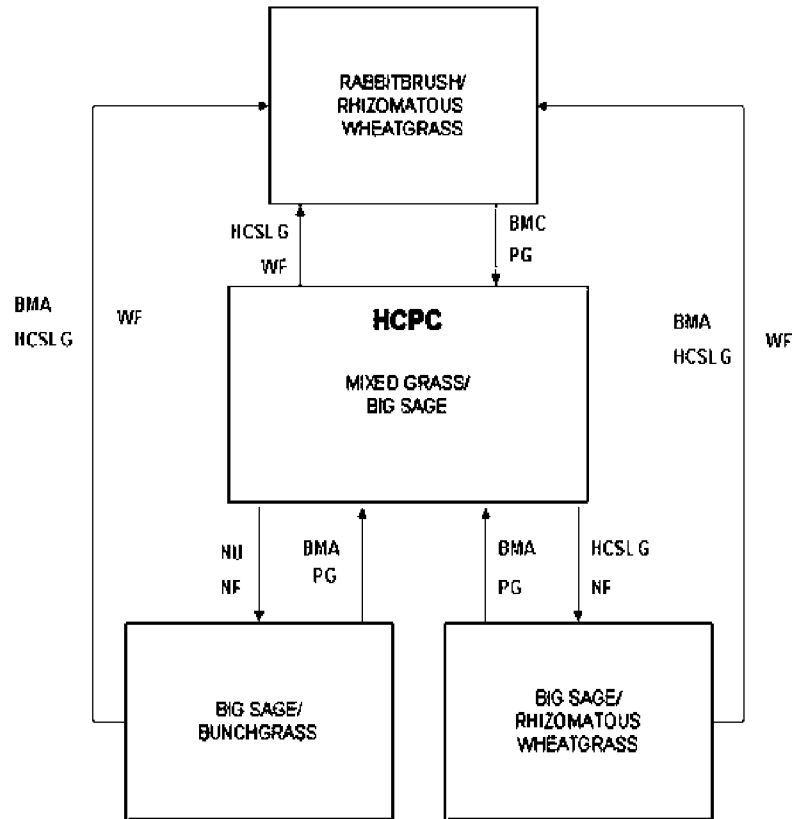 RABBITBRUSH/
RHIZOMATOUS
WHEATGRASS
HCSLG
WF
BMC
PG
BMA
HCSLG
WF
BMA
HCSLG
WF
HCPC
MIXED GRASS/
BIG SAGE
NU
NF
BMA
PG
BMA
PG
HCSLG
NF
BIG SAGE/
BUNCHGRASS
BIG SAGE/
RHIZOMATOUS
WHEATGRASS